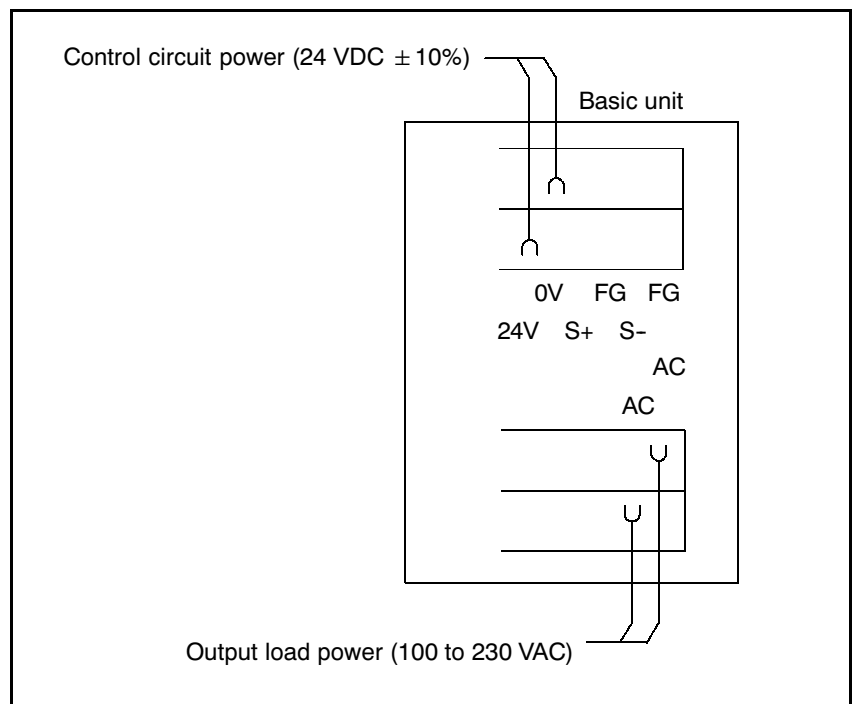 Control circuit power (24 VDC ± 10%)
Basic unit
0V FG FG
24V S+ S-
AC
AC
Output load power (100 to 230 VAC)